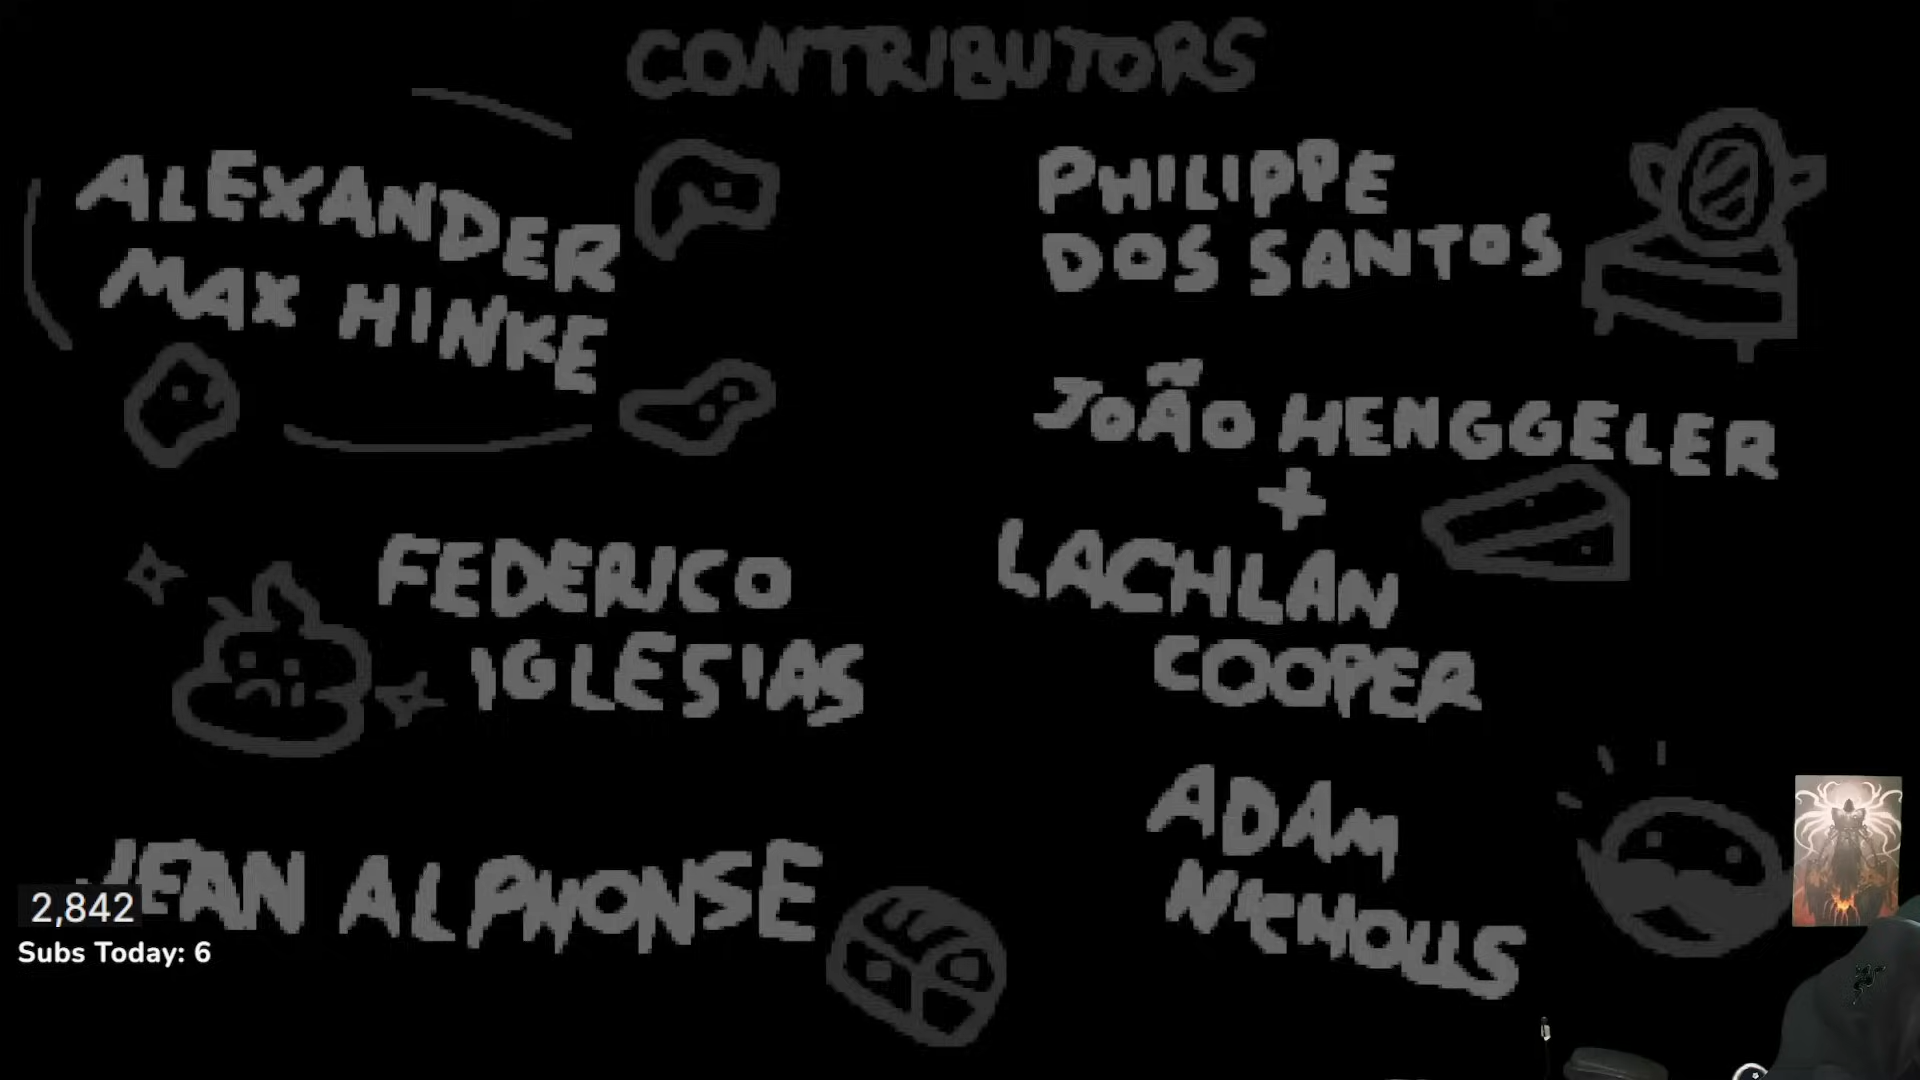 CONTRIBUTORS
ALEXANDER
MAX HINKE
PHILIPPE
DOS SANTOS
JOÃO HENGGELER
+
LACHLAN
COOPER
FEDERICO
IGLESIAS
ADAM
NICHOLLS
JEAN ALPHONSE
2,842
Subs Today: 6